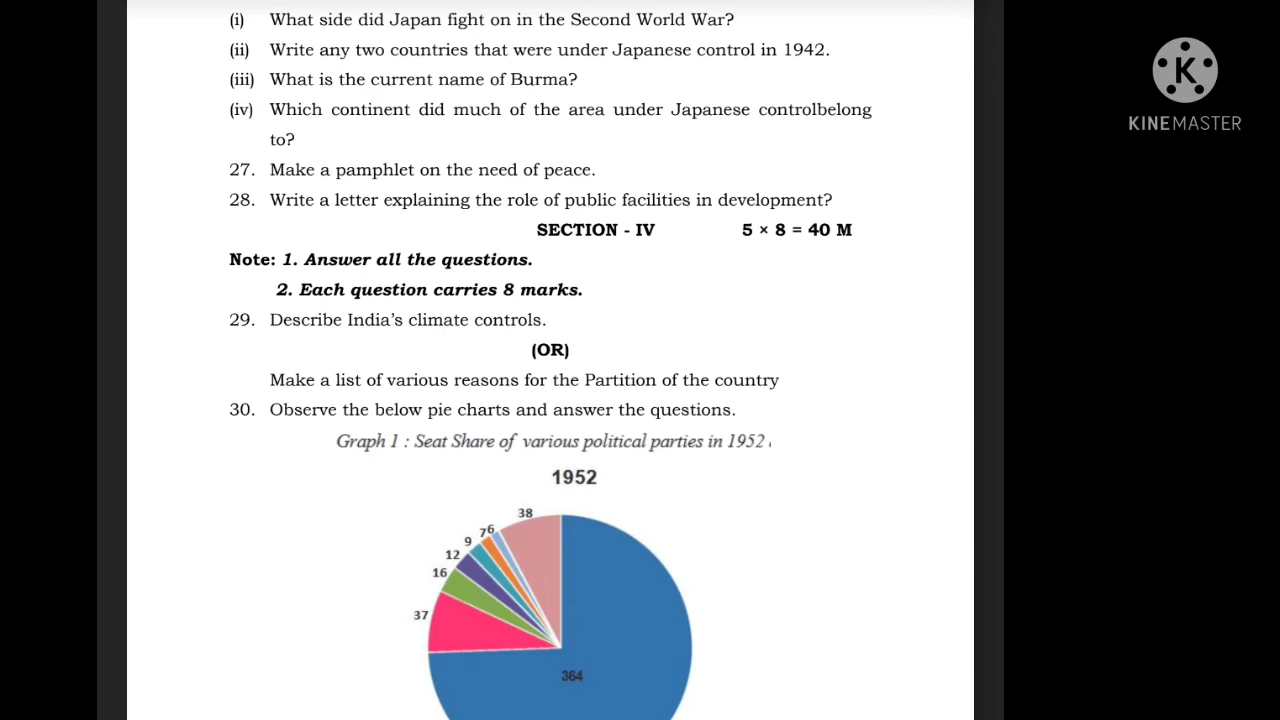 (i) What side did Japan fight on in the Second World War?
(ii) Write any two countries that were under Japanese control in 1942.
(iii) What is the current name of Burma?
(iv) Which continent did much of the area under Japanese controlbelong
to?
27. Make a pamphlet on the need of peace.
28. Write a letter explaining the role of public facilities in development?
SECTION - IV 5 × 8 = 40 M
Note: 1. Answer all the questions.
2. Each question carries 8 marks.
29. Describe India’s climate controls.
(OR)
Make a list of various reasons for the Partition of the country
30. Observe the below pie charts and answer the questions.
Graph 1 : Seat Share of various political parties in 1952
1952
38
76
9
12
16
37
364
K
KINEMASTER